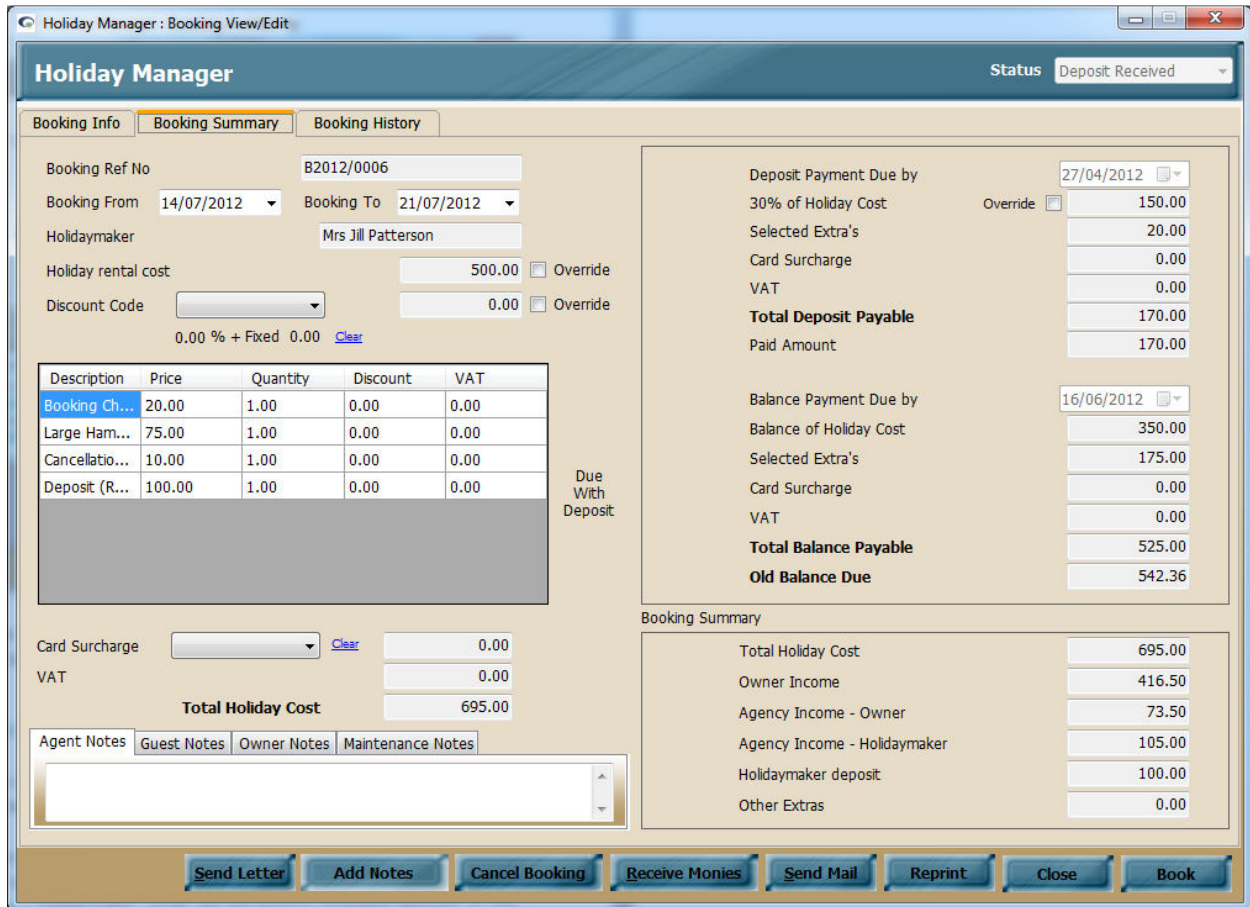 Holiday Manager : Booking View/Edit
Holiday Manager
Status Deposit Received
Booking Info Booking Summary Booking History
Booking Ref No B2012/0006
Booking From 14/07/2012 Booking To 21/07/2012
Holidaymaker Mrs Jill Patterson
Holiday rental cost 500.00 Override
Discount Code 0.00 Override
0.00 % + Fixed 0.00 Clear
Description Price Quantity Discount VAT
Booking Ch... 20.00 1.00 0.00 0.00
Large Ham... 75.00 1.00 0.00 0.00
Cancellatio... 10.00 1.00 0.00 0.00
Deposit (R... 100.00 1.00 0.00 0.00
Due
With
Deposit
Card Surcharge Clear 0.00
VAT 0.00
Total Holiday Cost 695.00
Agent Notes Guest Notes Owner Notes Maintenance Notes
Deposit Payment Due by 27/04/2012
30% of Holiday Cost Override 150.00
Selected Extra's 20.00
Card Surcharge 0.00
VAT 0.00
Total Deposit Payable 170.00
Paid Amount 170.00
Balance Payment Due by 16/06/2012
Balance of Holiday Cost 350.00
Selected Extra's 175.00
Card Surcharge 0.00
VAT 0.00
Total Balance Payable 525.00
Old Balance Due 542.36
Booking Summary
Total Holiday Cost 695.00
Owner Income 416.50
Agency Income - Owner 73.50
Agency Income - Holidaymaker 105.00
Holidaymaker deposit 100.00
Other Extras 0.00
Send Letter Add Notes Cancel Booking Receive Monies Send Mail Reprint Close Book